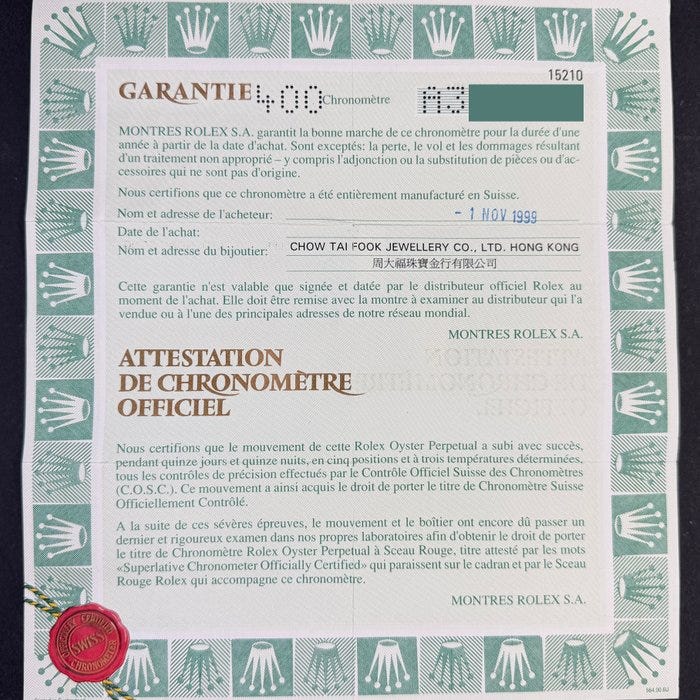 15210
GARANTIE 400 Chronomètre A3
MONTRES ROLEX S.A. garantit la bonne marche de ce chronomètre pour la durée d'une
année à partir de la date d'achat. Sont exceptés: la perte, le vol et les dommages résultant
d'un traitement non approprié – y compris l'adjonction ou la substitution de pièces ou d'ac-
cessoires qui ne sont pas d'origine.
Nous certifions que ce chronomètre a été entièrement manufacturé en Suisse.
Nom et adresse de l'acheteur:
- 1 NOV 1999
Date de l'achat:
Nom et adresse du bijoutier: CHOW TAI FOOK JEWELLERY CO., LTD. HONG KONG
周大福珠寶金行有限公司
Cette garantie n'est valable que signée et datée par le distributeur officiel Rolex au
moment de l'achat. Elle doit être remise avec la montre à examiner au distributeur qui l'a
vendue ou à l'une des principales adresses de notre réseau mondial.
MONTRES ROLEX S.A.
ATTESTATION
DE CHRONOMÈTRE
OFFICIEL
Nous certifions que le mouvement de cette Rolex Oyster Perpetual a subi avec succès,
pendant quinze jours et quinze nuits, en cinq positions et à trois températures déterminées,
tous les contrôles de précision effectués par le Contrôle Officiel Suisse des Chronomètres
(C.O.S.C.). Ce mouvement a ainsi acquis le droit de porter le titre de Chronomètre Suisse
Officiellement Contrôlé.
A la suite de ces sévères épreuves, le mouvement et le boîtier ont encore dû passer un
dernier et rigoureux examen dans nos propres laboratoires afin d'obtenir le droit de porter
le titre de Chronomètre Rolex Oyster Perpetual à Sceau Rouge, titre attesté par les mots
«Superlative Chronometer Officially Certified» qui paraissent sur le cadran et par le Sceau
Rouge Rolex qui accompagne ce chronomètre.
MONTRES ROLEX S.A.
SWISS
CHRONOMETER
564.00.BJ